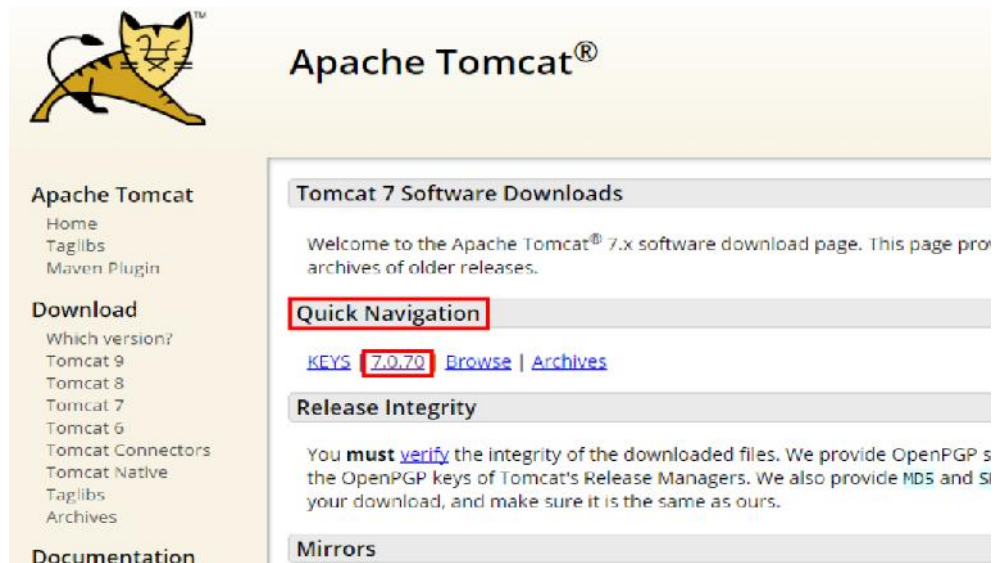 TM
Apache Tomcat®
Apache Tomcat
Home
Taglibs
Maven Plugin
Download
Which version?
Tomcat 9
Tomcat 8
Tomcat 7
Tomcat 6
Tomcat Connectors
Tomcat Native
Taglibs
Archives
Documentation
Tomcat 7 Software Downloads
Welcome to the Apache Tomcat® 7.x software download page. This page
archives of older releases.
Quick Navigation
KEYS | 7.0.70 | Browse | Archives
Release Integrity
You must verify the integrity of the downloaded files. We provide OpenPGP
the OpenPGP keys of Tomcat's Release Managers. We also provide MD5 and
your download, and make sure it is the same as ours.
Mirrors